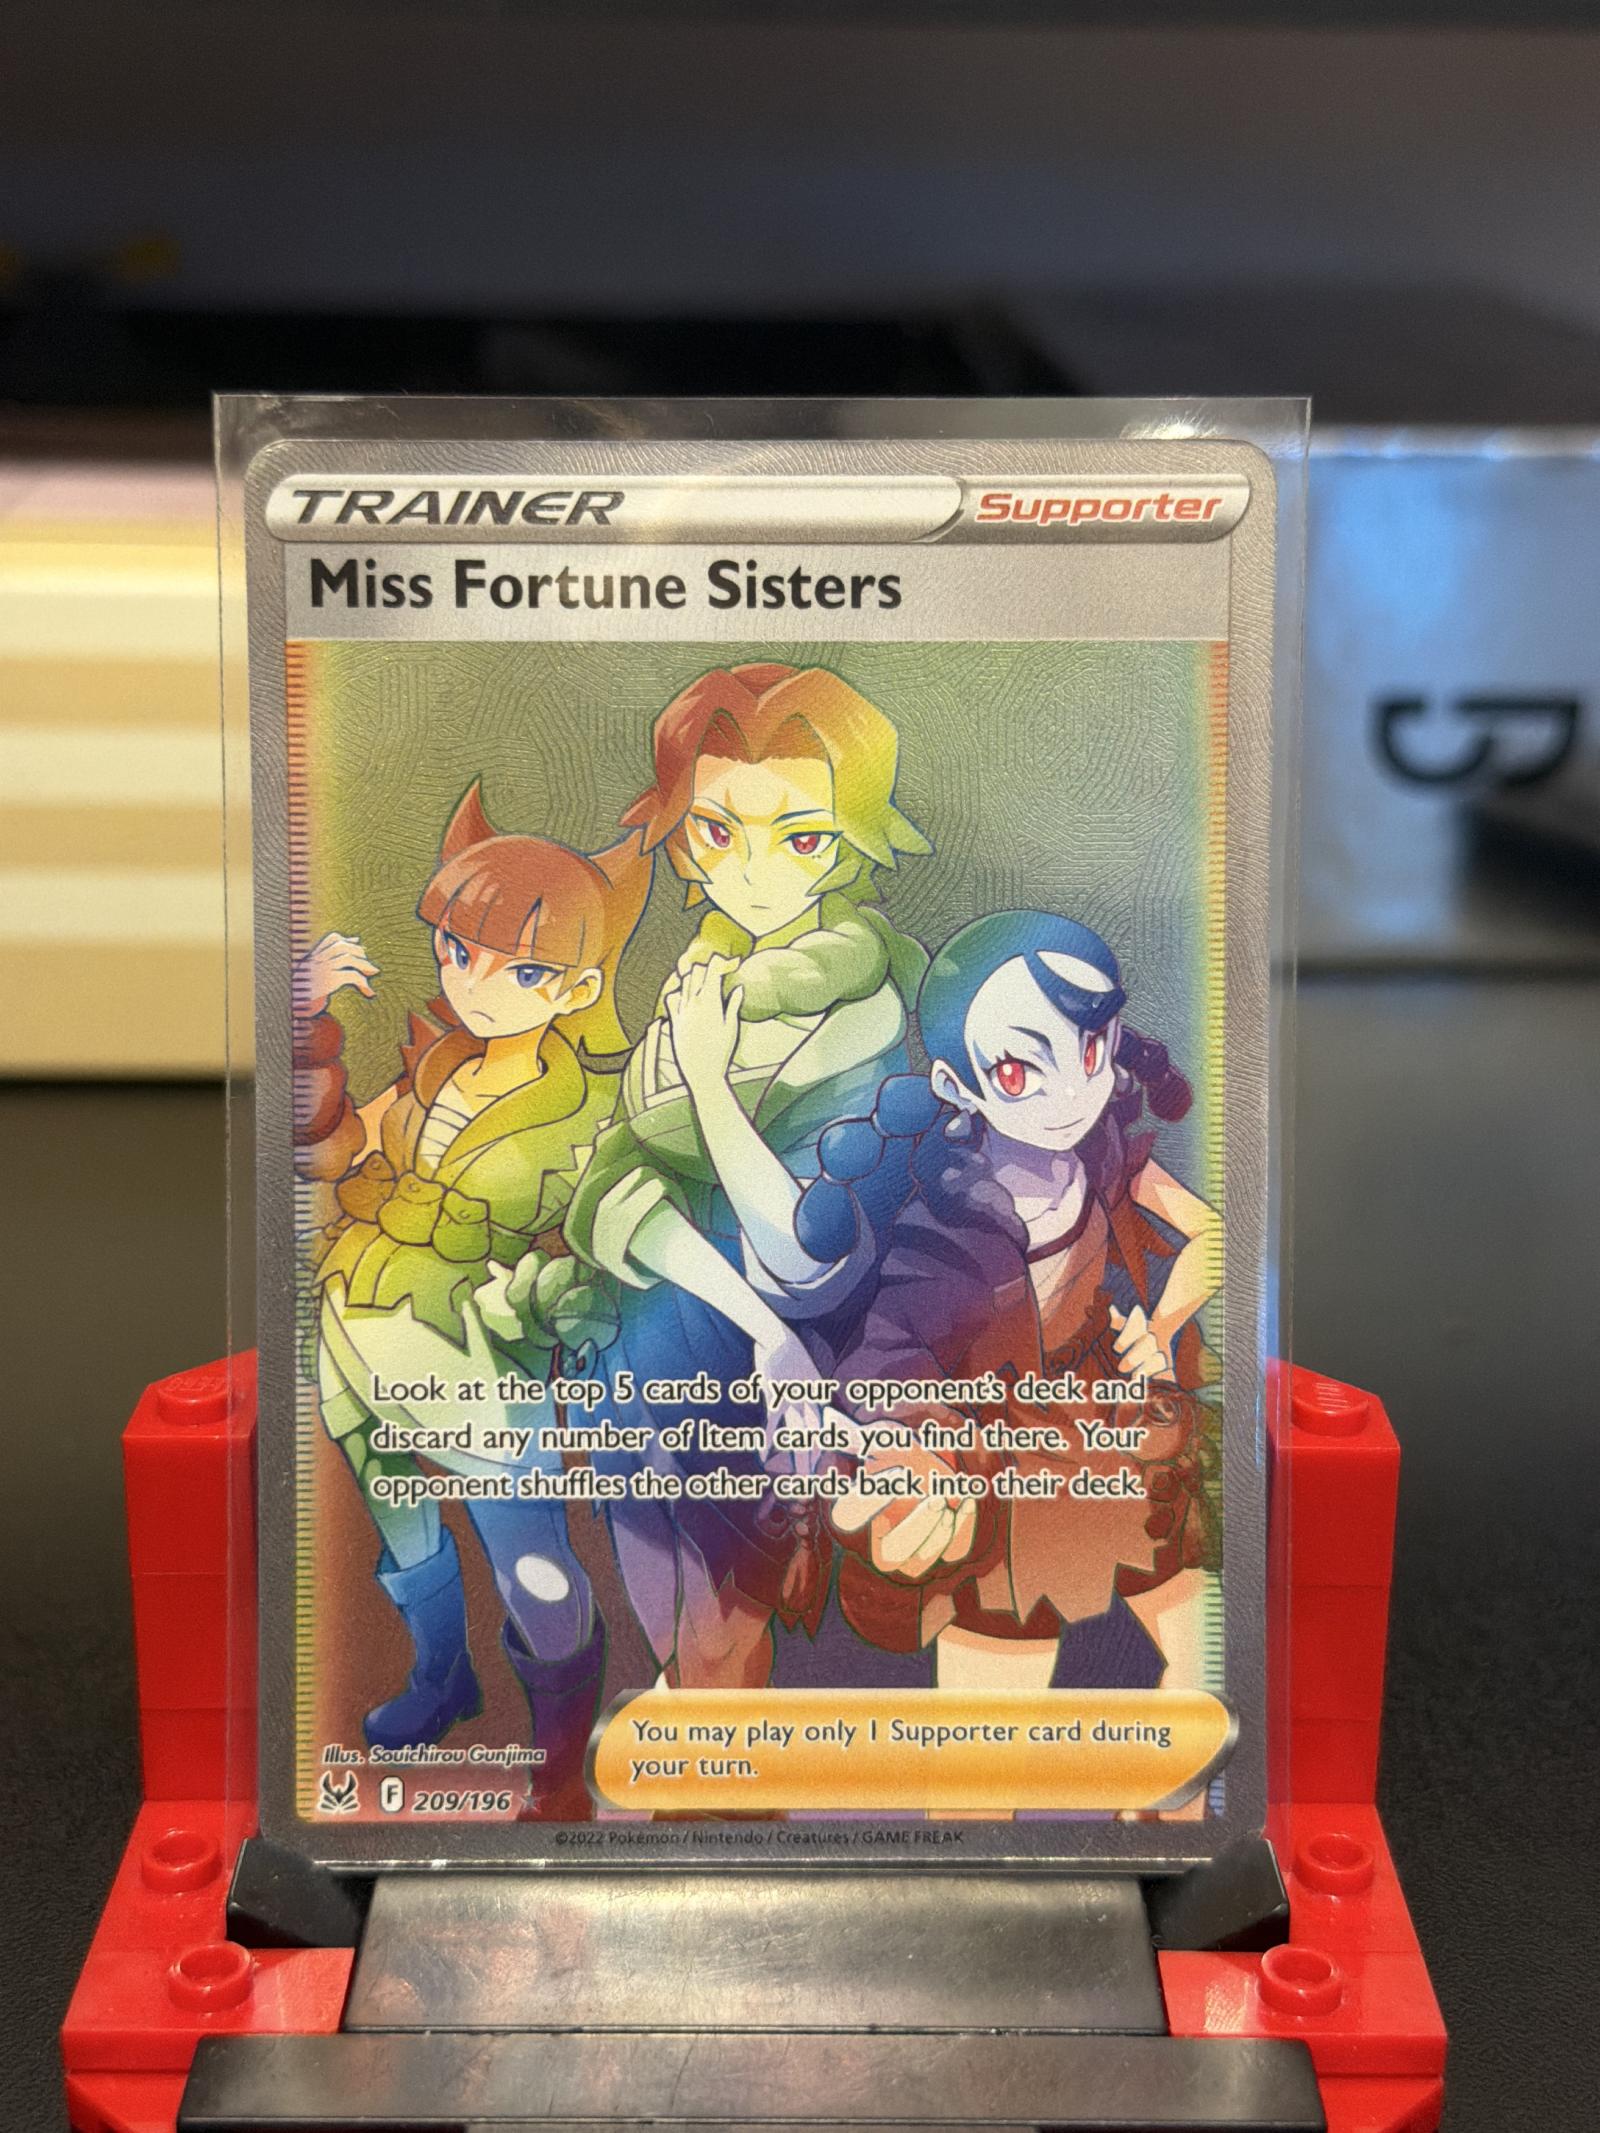 TRAINER Supporter
Miss Fortune Sisters
Look at the top 5 cards of your opponent's deck and
discard any number of Item cards you find there. Your
opponent shuffles the other cards back into their deck.
You may play only 1 Supporter card during
your turn.
Illus. Souichirou Gunjima
F 209/196
©2022 Pokémon / Nintendo / Creatures / GAME FREAK